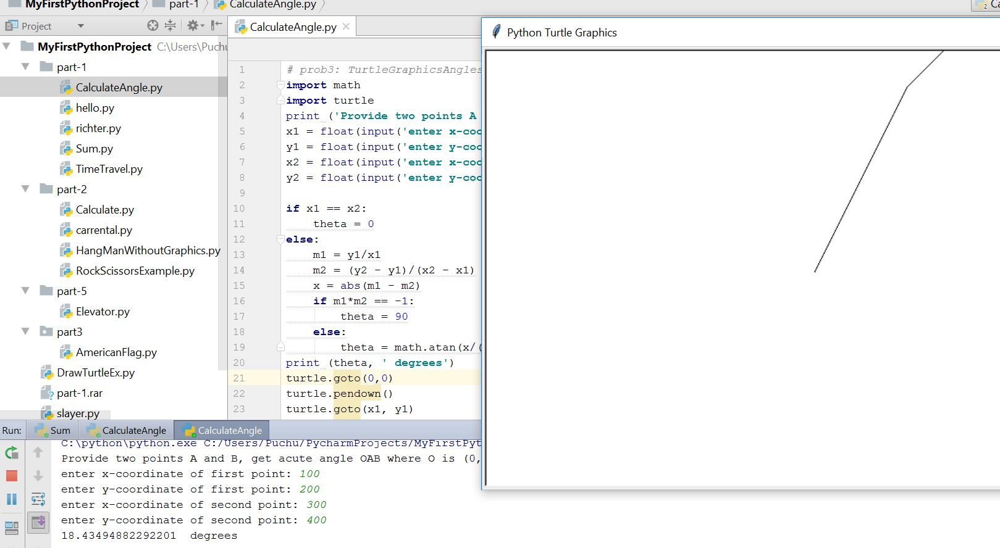 MyFirstPythonProject part-1 CalculateAngle.py
2
Project
MyFirstPythonProject C:\Users\Puchu
part-1
CalculateAngle.py
hello.py
richter.py
Sum.py
TimeTravel.py
part-2
Calculate.py
carrental.py
HangManWithoutGraphics.py
RockScissorsExample.py
part-5
Elevator.py
part3
AmericanFlag.py
DrawTurtleEx.py
part-1.rar
slayer.py
CalculateAngle.py
1 # prob3: TurtleGraphicsAngles
2 import math
3 import turtle
4 print ('Provide two points A
5 x1 = float(input('enter x-coo
6 y1 = float(input('enter y-coo
7 x2 = float(input('enter x-coo
8 y2 = float(input('enter y-coo
9
10 if x1 == x2:
11 theta = 0
12 else:
13 m1 = y1/x1
14 m2 = (y2 - y1)/(x2 - x1)
15 x = abs(m1 - m2)
16 if m1*m2 == -1:
17 theta = 90
18 else:
19 theta = math.atan(x/(
20 print (theta, ' degrees')
21 turtle.goto(0,0)
22 turtle.pendown()
23 turtle.goto(x1, y1)
Python Turtle Graphics
Run: Sum CalculateAngle CalculateAngle
C:\python\python.exe C:/Users/Puchu/PycharmProjects/MyFirstPyt
Provide two points A and B, get acute angle OAB where O is (0,
enter x-coordinate of first point: 100
enter y-coordinate of first point: 200
enter x-coordinate of second point: 300
enter y-coordinate of second point: 400
18.43494882292201 degrees